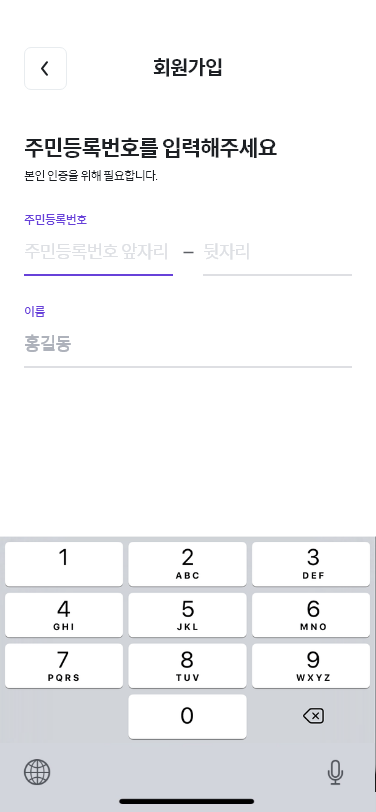 회원가입
주민등록번호를 입력해주세요
본인 인증을 위해 필요합니다.
주민등록번호
주민등록번호 앞자리 – 뒷자리
이름
홍길동
1 2 ABC 3 DEF
4 GHI 5 JKL 6 MNO
7 PQRS 8 TUV 9 WXYZ
0